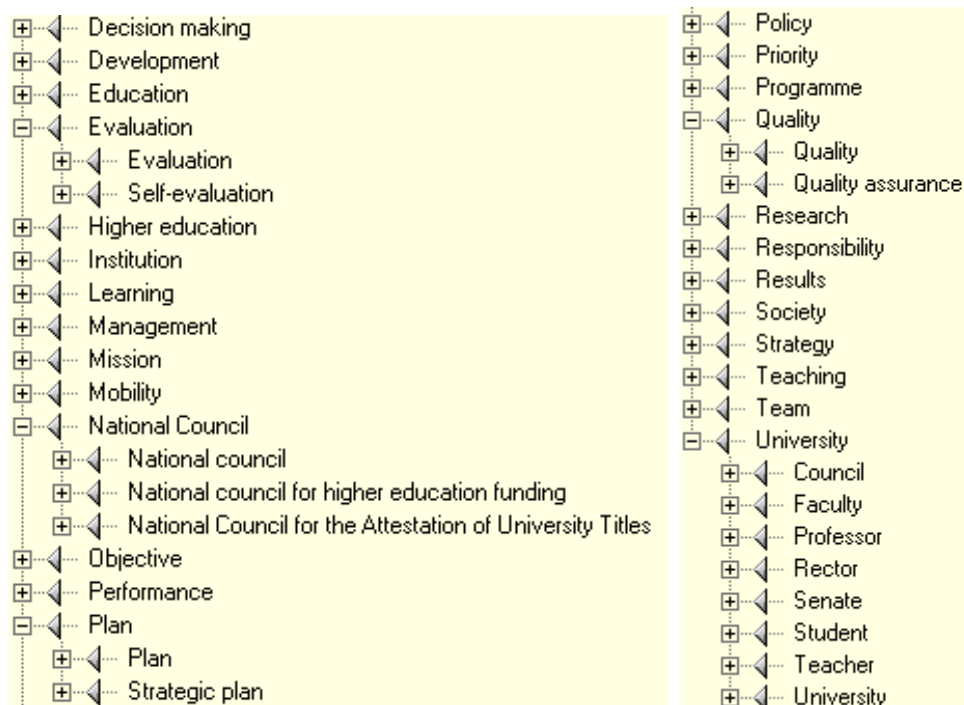 Decision making
Development
Education
Evaluation
Evaluation
Self-evaluation
Higher education
Institution
Learning
Management
Mission
Mobility
National Council
National council
National council for higher education funding
National Council for the Attestation of University Titles
Objective
Performance
Plan
Plan
Strategic plan
Policy
Priority
Programme
Quality
Quality
Quality assurance
Research
Responsibility
Results
Society
Strategy
Teaching
Team
University
Council
Faculty
Professor
Rector
Senate
Student
Teacher
University